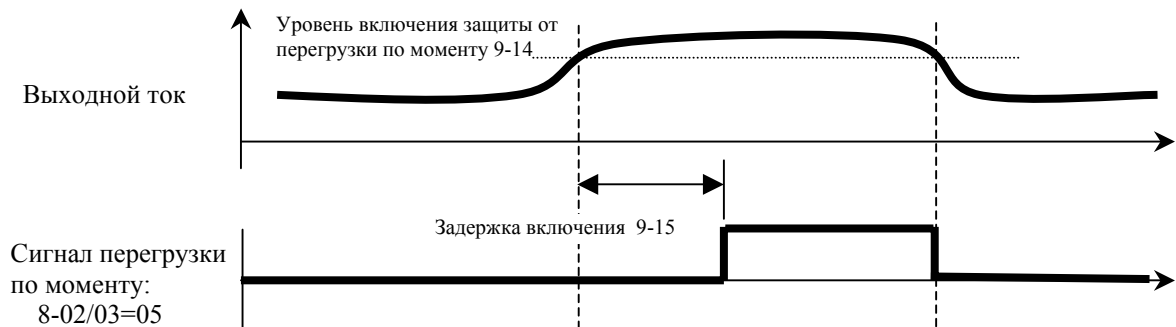 Уровень включения защиты от
перегрузки по моменту 9-14
Выходной ток
Задержка включения 9-15
Сигнал перегрузки
по моменту:
8-02/03=05